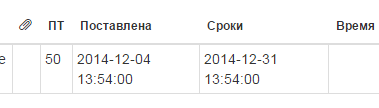 ПТ Поставлена Сроки Время
е 50 2014-12-04 2014-12-31
13:54:00 13:54:00